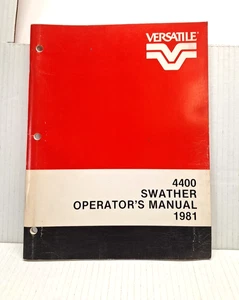 VERSATILE
4400
SWATHER
OPERATOR'S MANUAL
1981